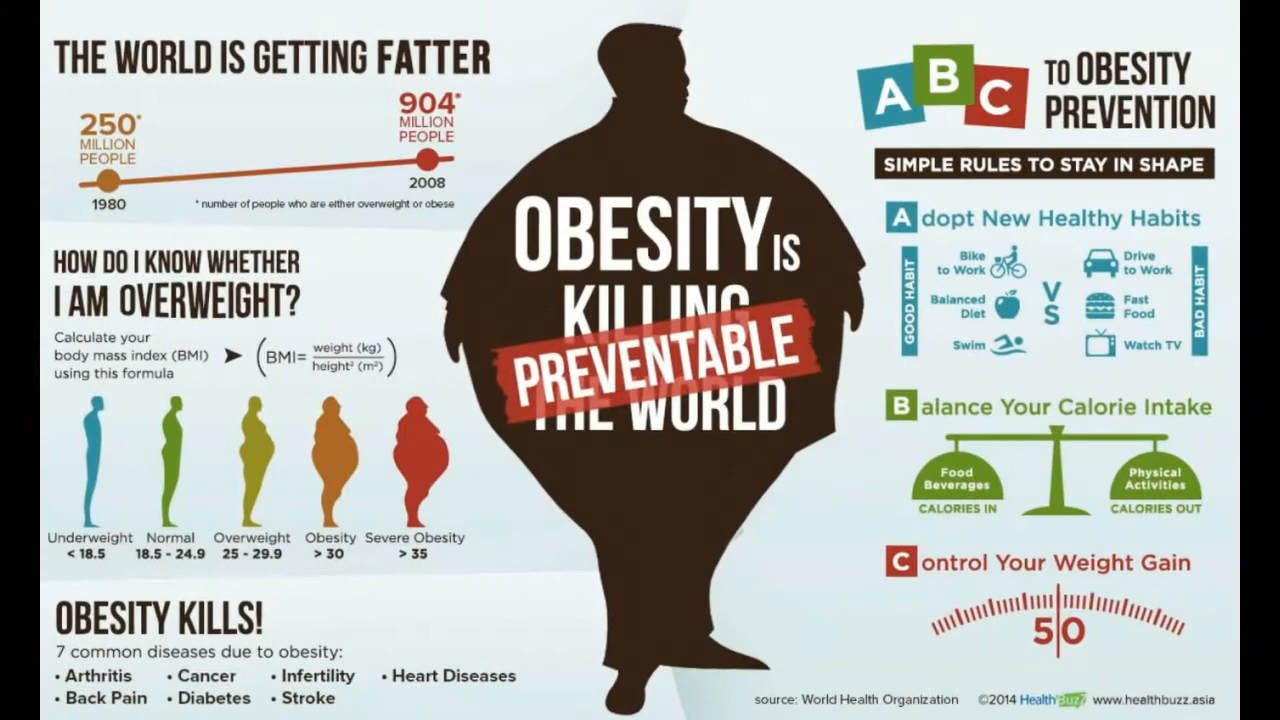 THE WORLD IS GETTING FATTER
250*
MILLION
PEOPLE
1980
904*
MILLION
PEOPLE
2008
* number of people who are either overweight or obese
HOW DO I KNOW WHETHER
I AM OVERWEIGHT?
Calculate your
body mass index (BMI)
using this formula
(BMI= weight (kg)
height² (m²))
Underweight
< 18.5
Normal
18.5 - 24.9
Overweight
25 - 29.9
Obesity
> 30
Severe Obesity
> 35
OBESITY KILLS!
7 common diseases due to obesity:
• Arthritis • Cancer • Infertility • Heart Diseases
• Back Pain • Diabetes • Stroke
OBESITY IS
KILLING
PREVENTABLE
THE WORLD
A B C TO OBESITY
PREVENTION
SIMPLE RULES TO STAY IN SHAPE
Adopt New Healthy Habits
GOOD HABIT
Bike
to Work
Balanced
Diet
Swim
VS
Drive
to Work
Fast
Food
Watch TV
BAD HABIT
Balance Your Calorie Intake
Food
Beverages
CALORIES IN
Physical
Activities
CALORIES OUT
Control Your Weight Gain
50
source: World Health Organization ©2014 HealthBuzz www.healthbuzz.asia